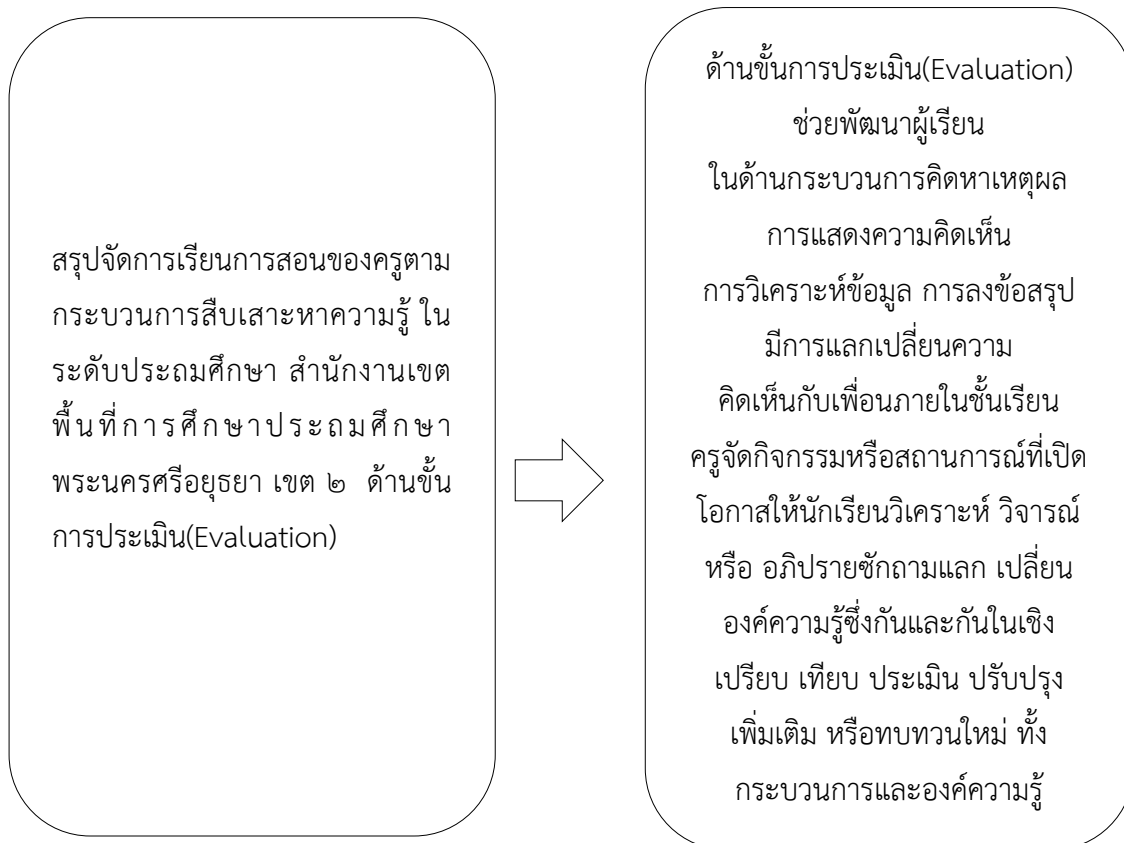 สรุปจัดการเรียนการสอนของครูตาม
กระบวนการสืบเสาะหาความรู้ ใน
ระดับประถมศึกษา สำนักงานเขต
พื้นที่การศึกษาประถมศึกษา
พระนครศรีอยุธยา เขต ๒ ด้านขั้น
การประเมิน(Evaluation)
ด้านขั้นการประเมิน(Evaluation)
ช่วยพัฒนาผู้เรียน
ในด้านกระบวนการคิดหาเหตุผล
การแสดงความคิดเห็น
การวิเคราะห์ข้อมูล การลงข้อสรุป
มีการแลกเปลี่ยนความ
คิดเห็นกับเพื่อนภายในชั้นเรียน
ครูจัดกิจกรรมหรือสถานการณ์ที่เปิด
โอกาสให้นักเรียนวิเคราะห์ วิจารณ์
หรือ อภิปรายซักถามแลก เปลี่ยน
องค์ความรู้ซึ่งกันและกันในเชิง
เปรียบ เทียบ ประเมิน ปรับปรุง
เพิ่มเติม หรือทบทวนใหม่ ทั้ง
กระบวนการและองค์ความรู้